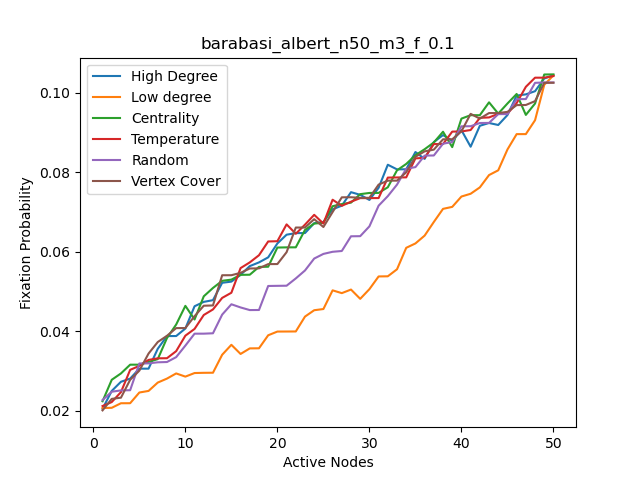 barabasi_albert_n50_m3_f_0.1
High Degree
Low degree
Centrality
Temperature
Random
Vertex Cover
Fixation Probability
0.10
0.08
0.06
0.04
0.02
0 10 20 30 40 50
Active Nodes